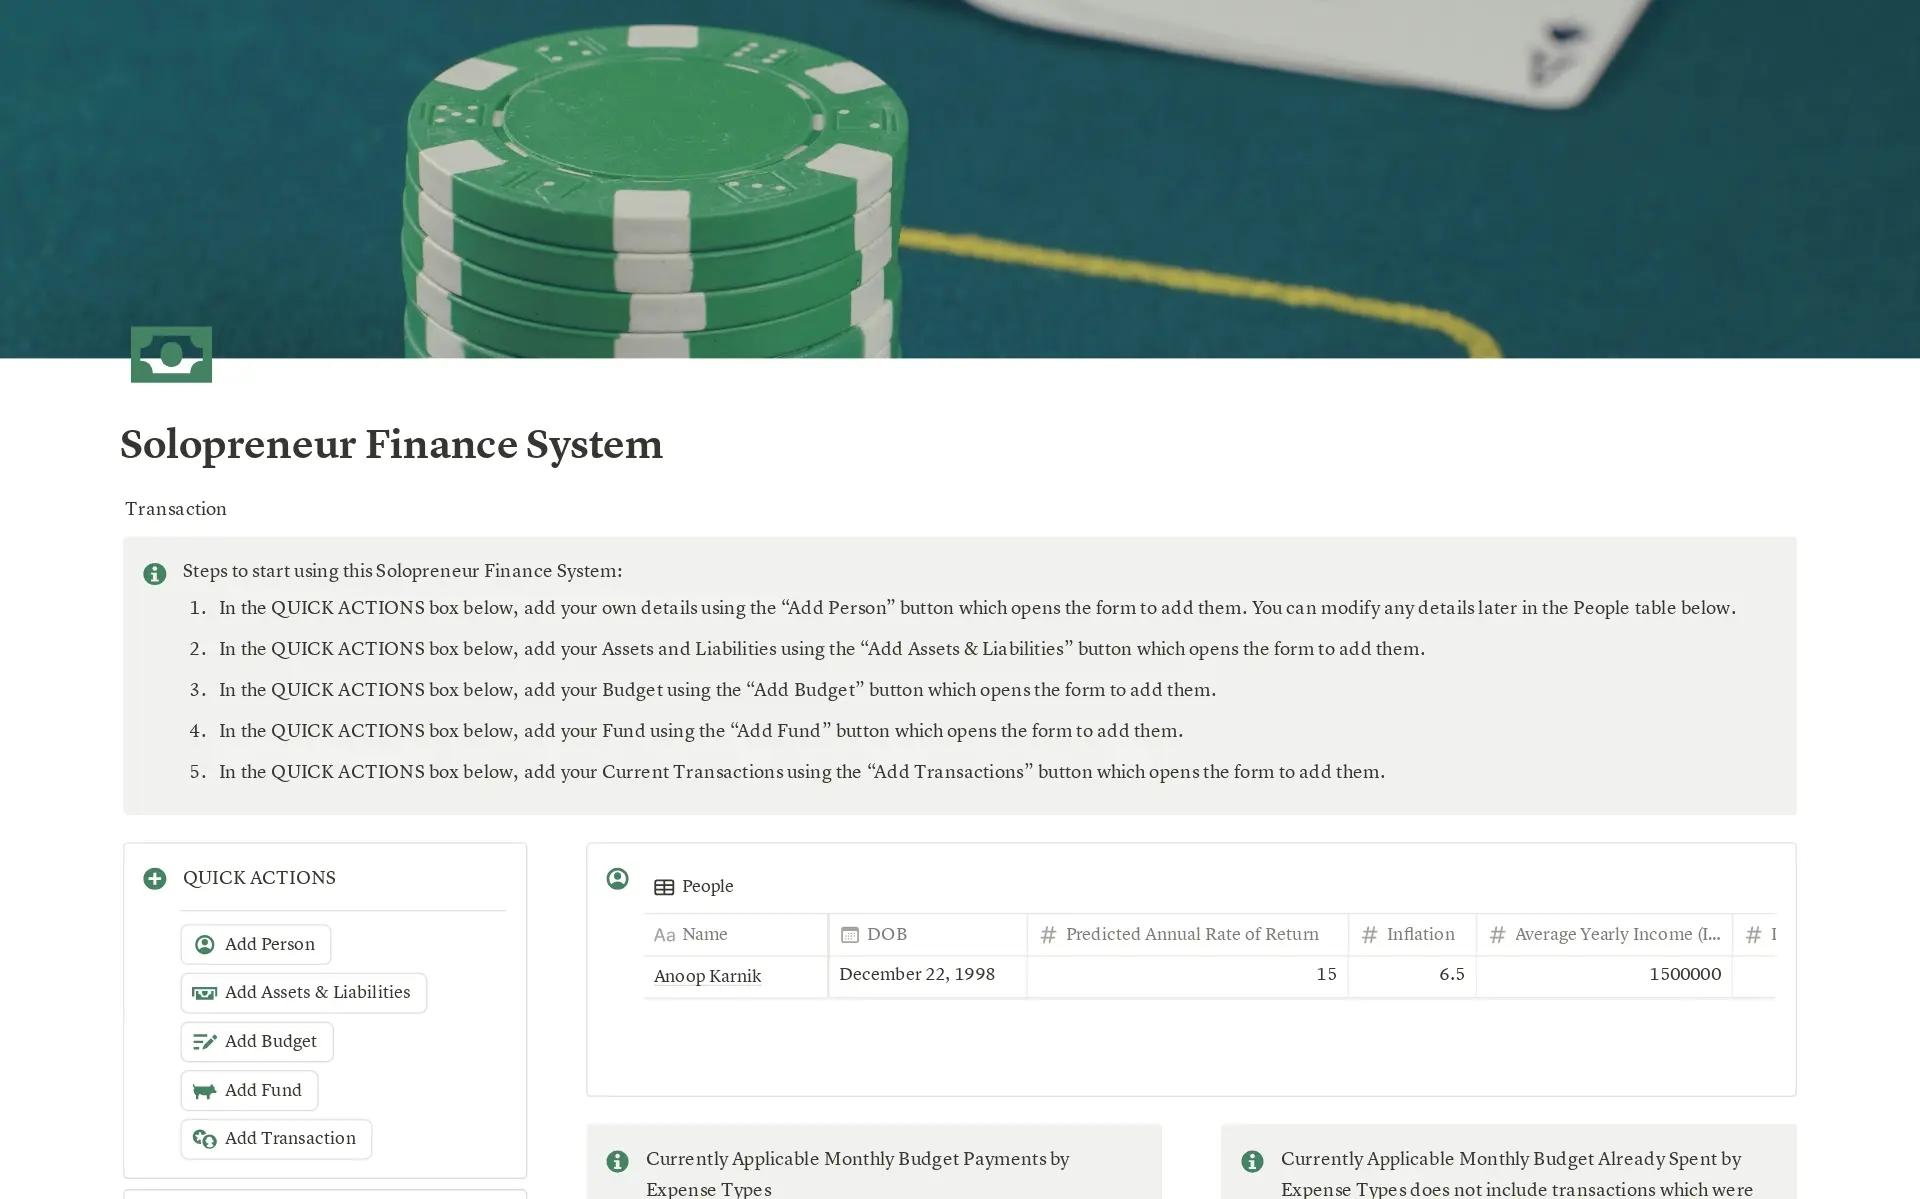 Solopreneur Finance System
Transaction
Steps to start using this Solopreneur Finance System:
1. In the QUICK ACTIONS box below, add your own details using the “Add Person” button which opens the form to add them. You can modify any details later in the People table below.
2. In the QUICK ACTIONS box below, add your Assets and Liabilities using the “Add Assets & Liabilities” button which opens the form to add them.
3. In the QUICK ACTIONS box below, add your Budget using the “Add Budget” button which opens the form to add them.
4. In the QUICK ACTIONS box below, add your Fund using the “Add Fund” button which opens the form to add them.
5. In the QUICK ACTIONS box below, add your Current Transactions using the “Add Transactions” button which opens the form to add them.
QUICK ACTIONS
Add Person
Add Assets & Liabilities
Add Budget
Add Fund
Add Transaction
People
Aa Name DOB # Predicted Annual Rate of Return # Inflation # Average Yearly Income (I... #
Anoop Karnik December 22, 1998 15 6.5 1500000
Currently Applicable Monthly Budget Payments by
Expense Types
Currently Applicable Monthly Budget Already Spent by
Expense Types does not include transactions which were